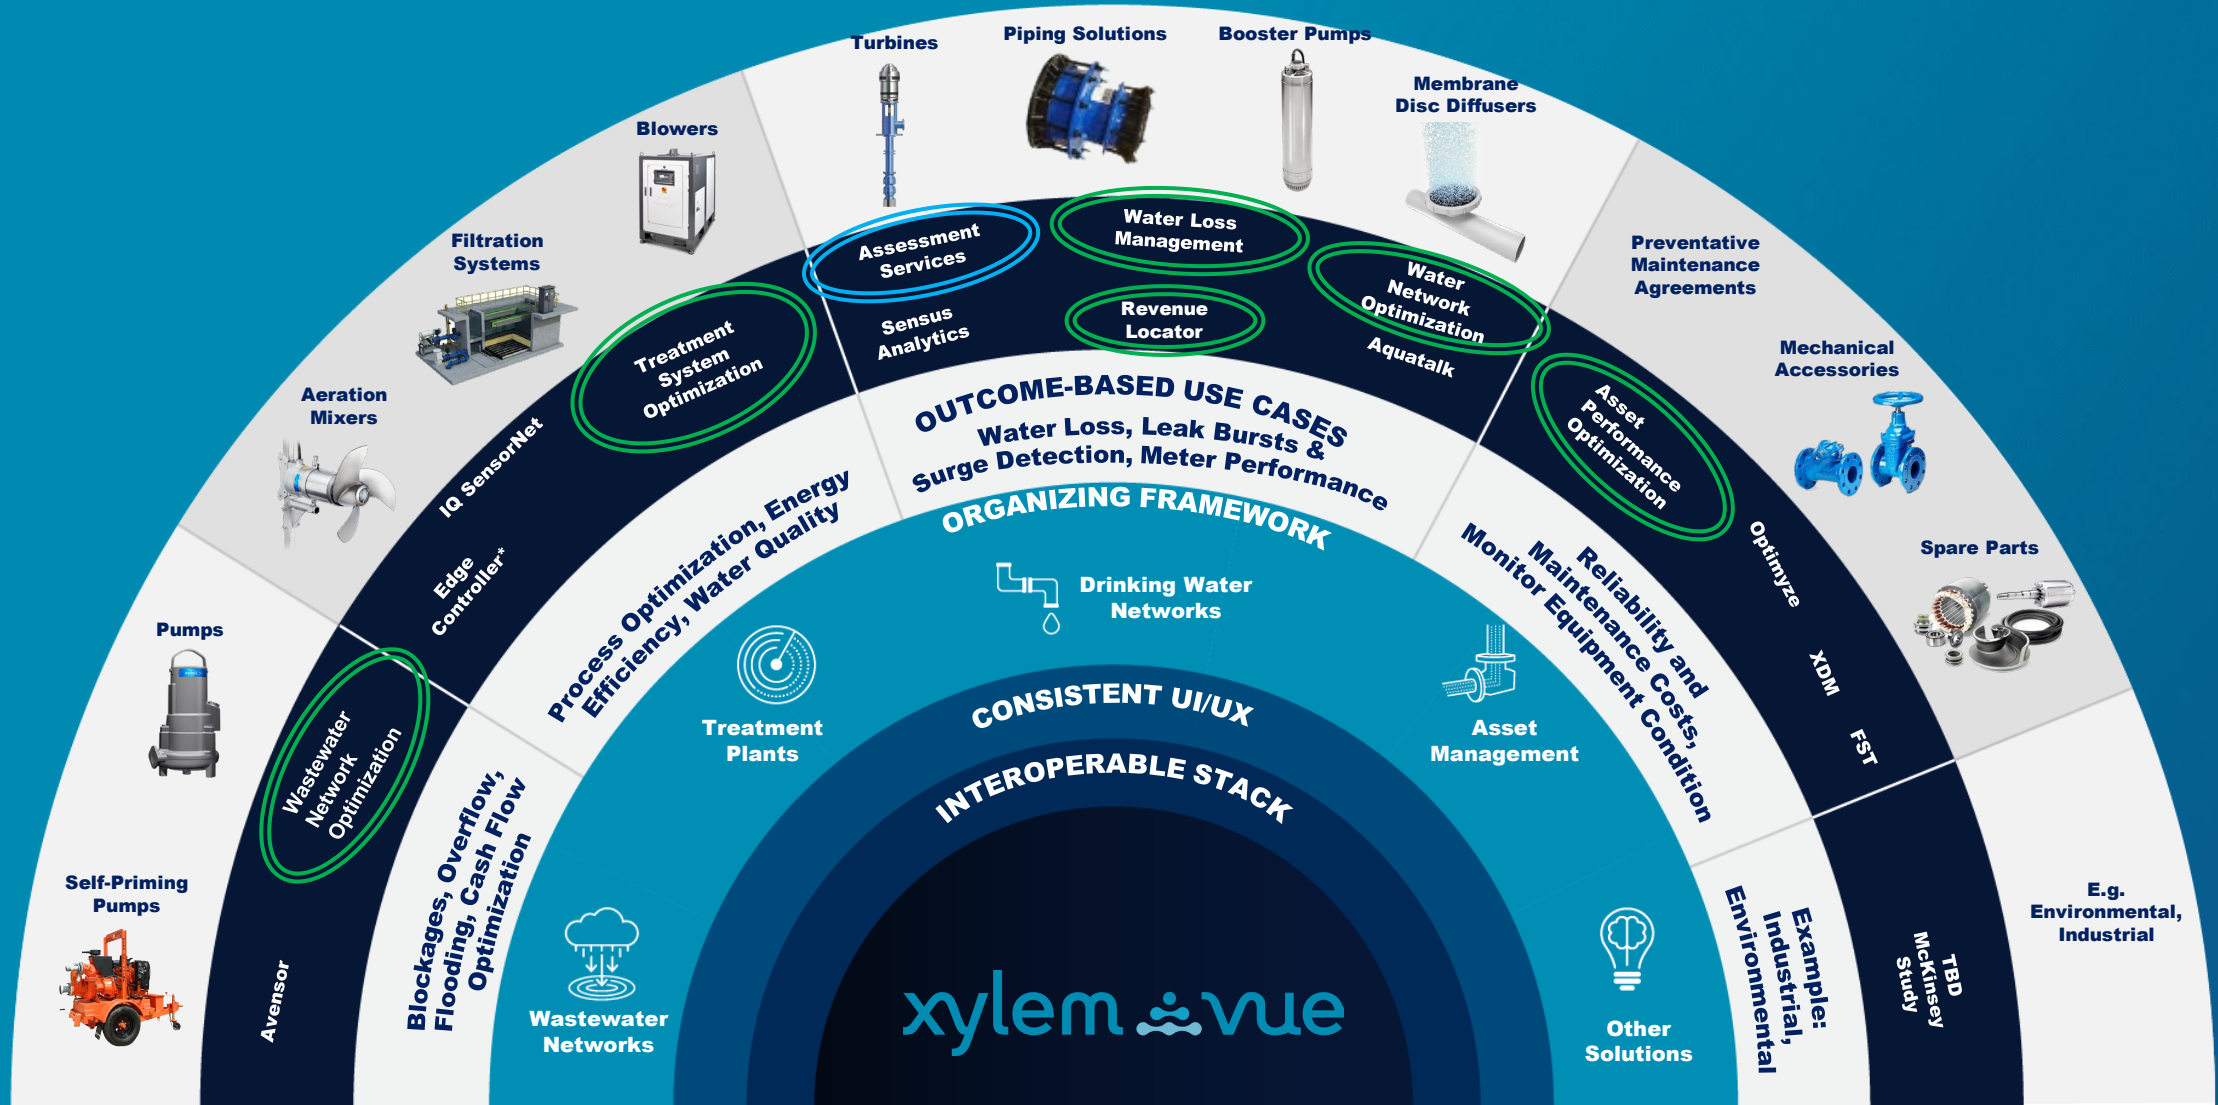 Turbines
Piping Solutions
Booster Pumps
Membrane
Disc Diffusers
Blowers
Filtration
Systems
Aeration
Mixers
Pumps
Self-Priming
Pumps
Preventative
Maintenance
Agreements
Mechanical
Accessories
Spare Parts
E.g.
Environmental,
Industrial
Assessment
Services
Sensus
Analytics
Water Loss
Management
Revenue
Locator
Water
Network
Optimization
Aquatalk
Treatment
System
Optimization
IQ SensorNet
Edge
Controller*
Wastewater
Network
Optimization
Avensor
Asset
Performance
Optimization
Optimyze
XDM
FST
TBD
McKinsey
Study
OUTCOME-BASED USE CASES
Water Loss, Leak Bursts &
Surge Detection, Meter Performance
Process Optimization, Energy
Efficiency, Water Quality
Blockages, Overflow,
Flooding, Cash Flow
Optimization
Reliability and
Maintenance Costs,
Monitor Equipment Condition
Example:
Industrial,
Environmental
ORGANIZING FRAMEWORK
Drinking Water
Networks
Treatment
Plants
Asset
Management
Wastewater
Networks
Other
Solutions
CONSISTENT UI/UX
INTEROPERABLE STACK
xylem vue